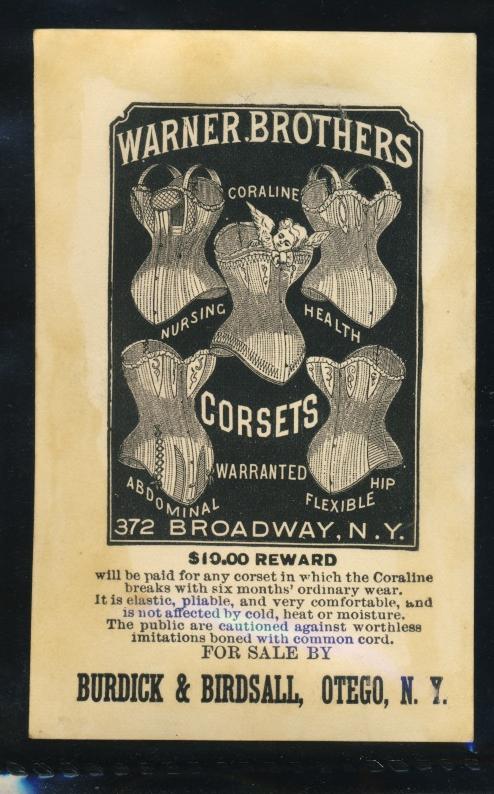 WARNER BROTHERS
CORALINE
NURSING
HEALTH
CORSETS
WARRANTED
ABDOMINAL
FLEXIBLE HIP
372 BROADWAY, N.Y.
$10.00 REWARD
will be paid for any corset in which the Coraline
breaks with six months' ordinary wear.
It is elastic, pliable, and very comfortable, and
is not affected by cold, heat or moisture.
The public are cautioned against worthless
imitations boned with common cord.
FOR SALE BY
BURDICK & BIRDSALL, OTEGO, N. Y.